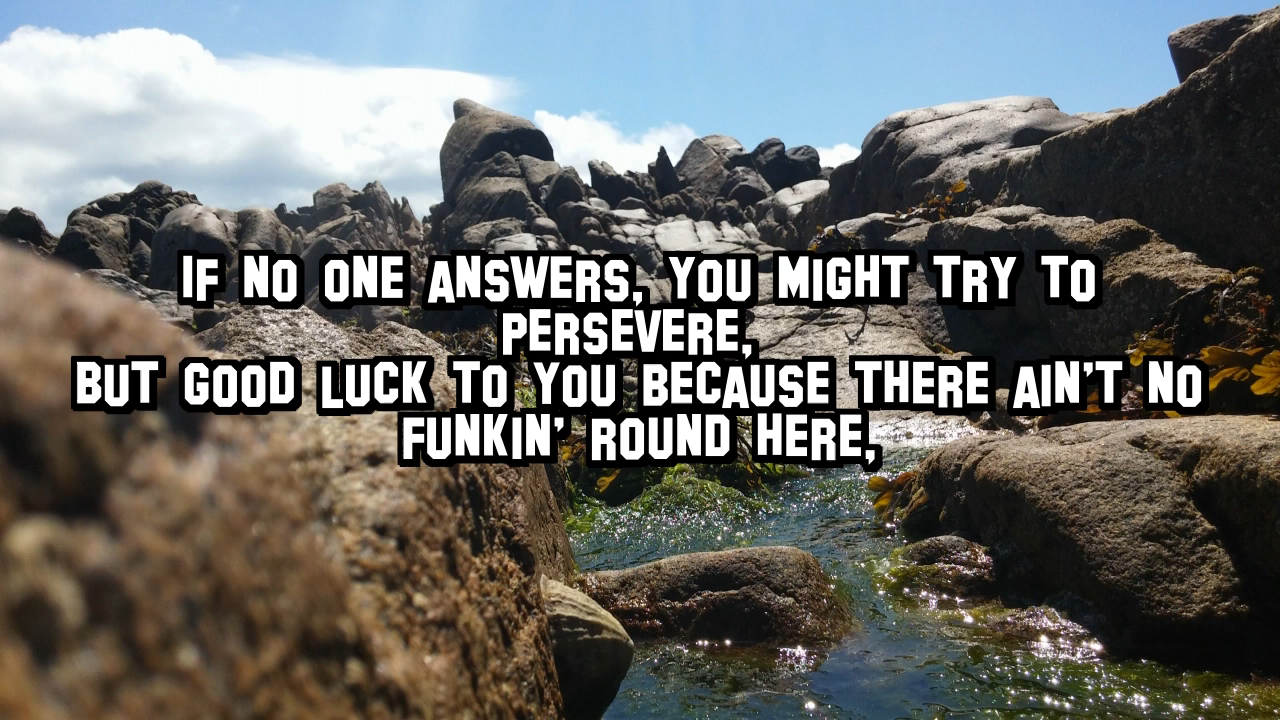 IF NO ONE ANSWERS, YOU MIGHT TRY TO
PERSEVERE,
BUT GOOD LUCK TO YOU BECAUSE THERE AIN'T NO
FUNKIN' ROUND HERE,